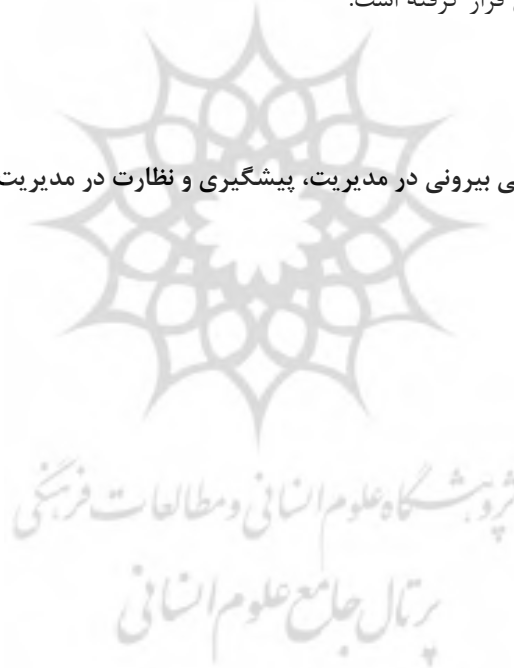 قرار گرفته است.
ی بیرونی در مدیریت، پیشگیری و نظارت در مدیریت
پژوهشگاه علوم انسانی و مطالعات فرهنگی
پرتال جامع علوم انسانی